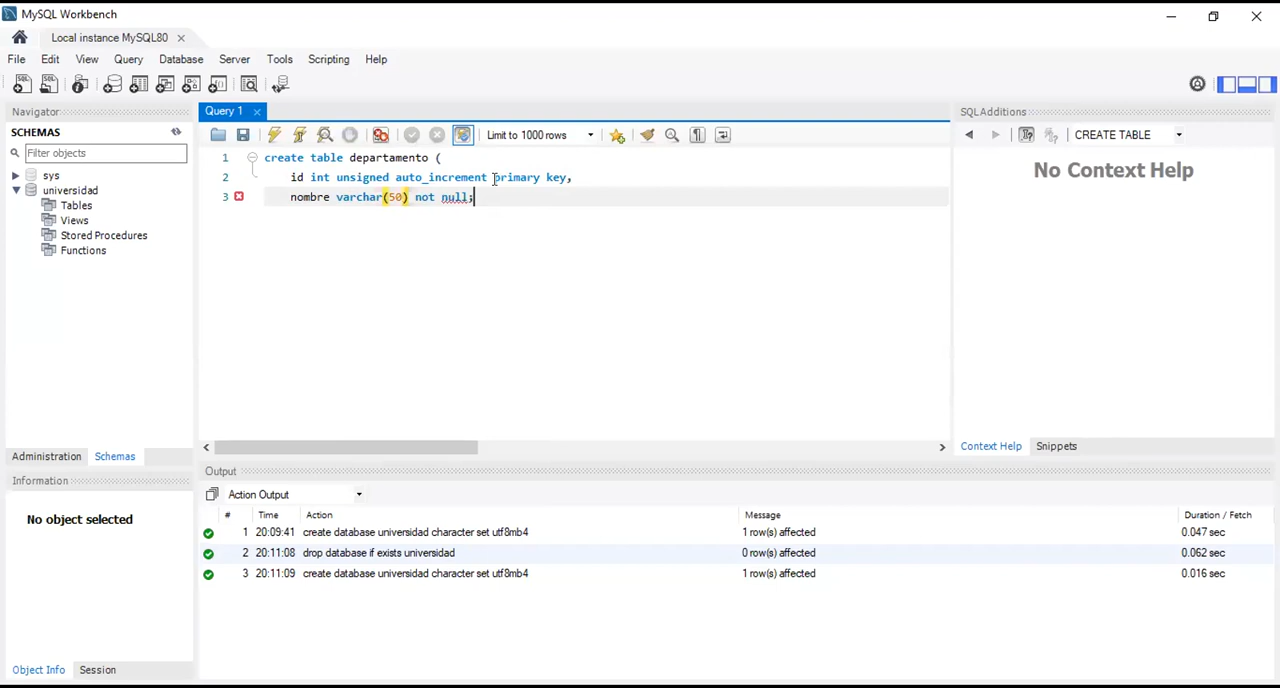 MySQL Workbench
Local instance MySQL80
File Edit View Query Database Server Tools Scripting Help
Navigator
SCHEMAS
Filter objects
sys
universidad
Tables
Views
Stored Procedures
Functions
Administration Schemas
Information
No object selected
Object Info Session
Query 1
Limit to 1000 rows
1 create table departamento (
2 id int unsigned auto_increment primary key,
3 nombre varchar(50) not null;
SQLAdditions
CREATE TABLE
No Context Help
Context Help Snippets
Output
Action Output
# Time Action Message Duration / Fetch
1 20:09:41 create database universidad character set utf8mb4 1 row(s) affected 0.047 sec
2 20:11:08 drop database if exists universidad 0 row(s) affected 0.062 sec
3 20:11:09 create database universidad character set utf8mb4 1 row(s) affected 0.016 sec